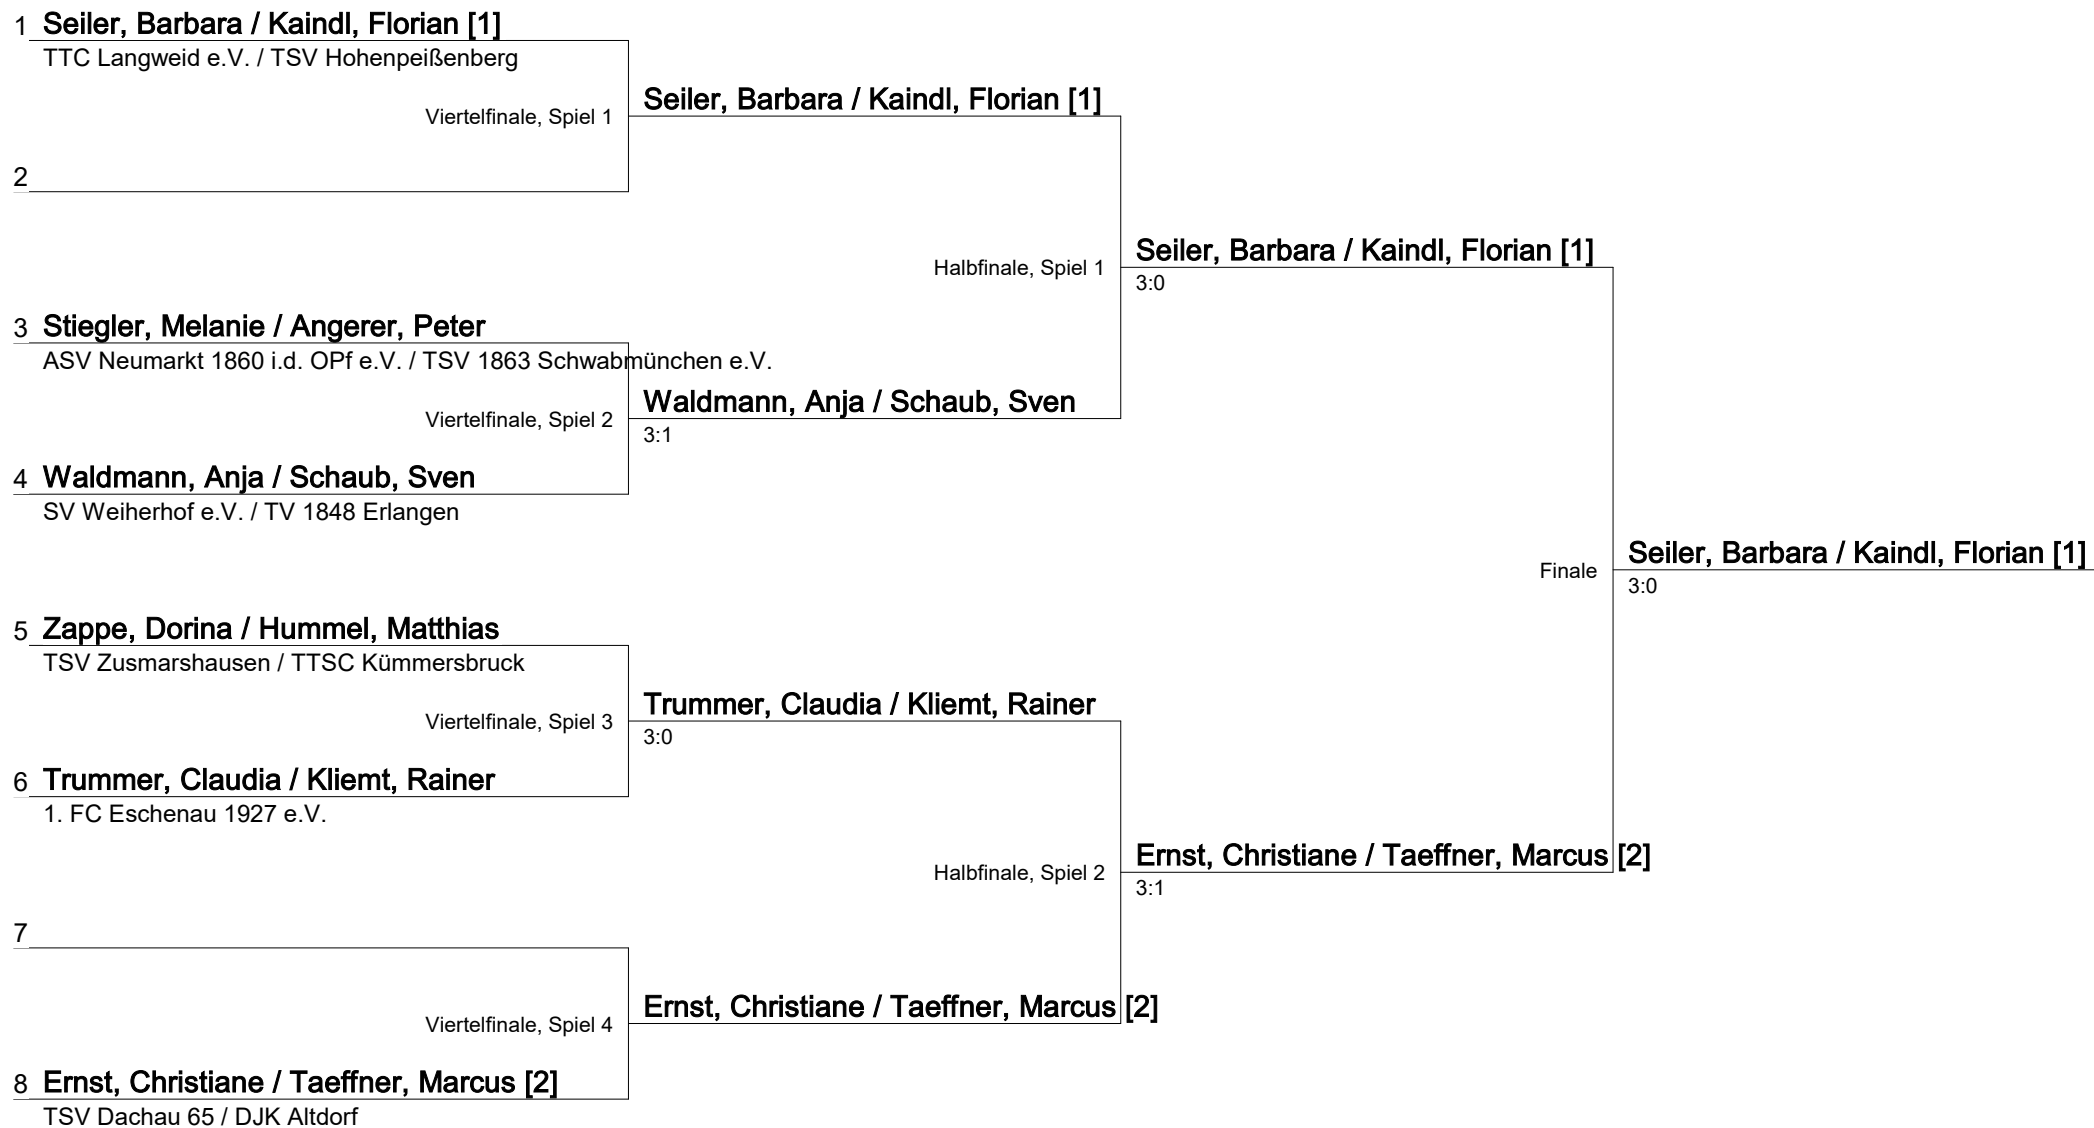 1 Seiler, Barbara / Kaindl, Florian [1]
TTC Langweid e.V. / TSV Hohenpeißenberg
Seiler, Barbara / Kaindl, Florian [1]
Viertelfinale, Spiel 1
2
Seiler, Barbara / Kaindl, Florian [1]
Halbfinale, Spiel 1
3:0
3 Stiegler, Melanie / Angerer, Peter
ASV Neumarkt 1860 i.d. OPf e.V. / TSV 1863 Schwabmünchen e.V.
Waldmann, Anja / Schaub, Sven
Viertelfinale, Spiel 2
3:1
4 Waldmann, Anja / Schaub, Sven
SV Weiherhof e.V. / TV 1848 Erlangen
Seiler, Barbara / Kaindl, Florian [1]
Finale
3:0
5 Zappe, Dorina / Hummel, Matthias
TSV Zusmarshausen / TTSC Kümmersbruck
Trummer, Claudia / Kliemt, Rainer
Viertelfinale, Spiel 3
3:0
6 Trummer, Claudia / Kliemt, Rainer
1. FC Eschenau 1927 e.V.
Ernst, Christiane / Taeffner, Marcus [2]
Halbfinale, Spiel 2
3:1
7
Ernst, Christiane / Taeffner, Marcus [2]
Viertelfinale, Spiel 4
8 Ernst, Christiane / Taeffner, Marcus [2]
TSV Dachau 65 / DJK Altdorf